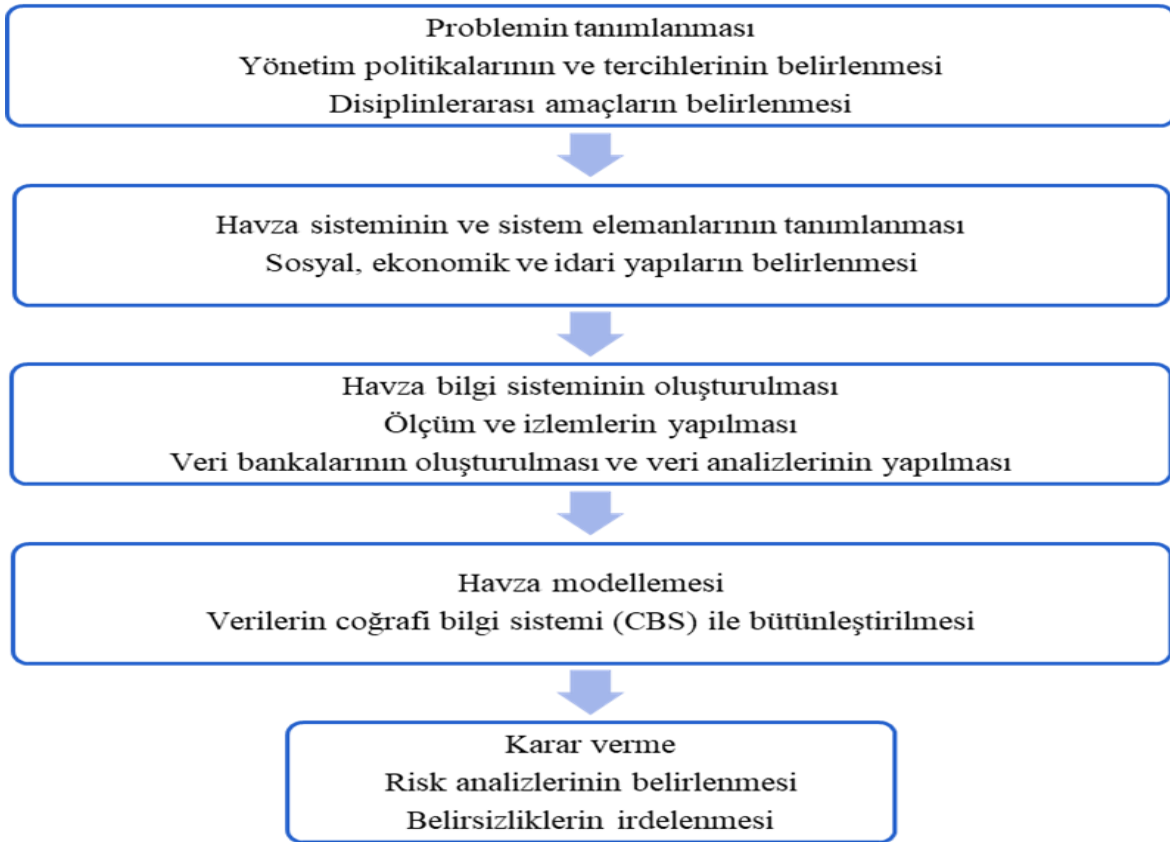 Problemin tanımlanması
Yönetim politikalarının ve tercihlerinin belirlenmesi
Disiplinlerarası amaçların belirlenmesi
Havza sisteminin ve sistem elemanlarının tanımlanması
Sosyal, ekonomik ve idari yapıların belirlenmesi
Havza bilgi sisteminin oluşturulması
Ölçüm ve izlemlerin yapılması
Veri bankalarının oluşturulması ve veri analizlerinin yapılması
Havza modellemesi
Verilerin coğrafi bilgi sistemi (CBS) ile bütünleştirilmesi
Karar verme
Risk analizlerinin belirlenmesi
Belirsizliklerin irdelenmesi